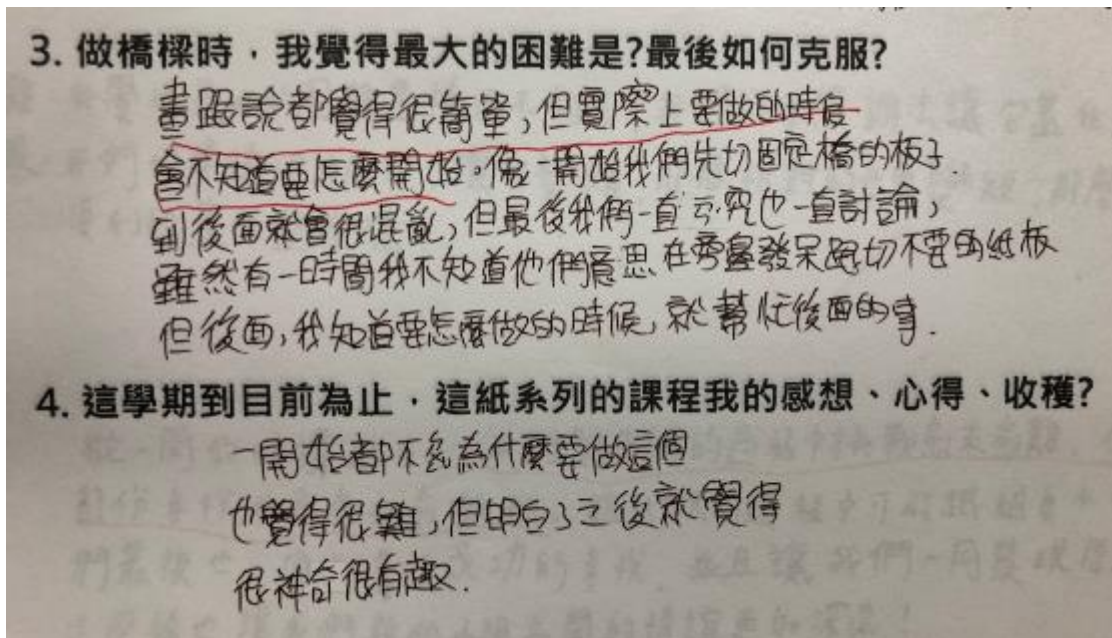 3. 做橋樑時,我覺得最大的困難是?最後如何克服?
畫跟說都覺得很簡單,但實際上要做的時候
會不知道要怎麼開始。像一開始我們先切固定橋的板子.
到後面就會很混亂,但最後我們一直究也一直討論,
雖然有一時間我不知道他們意思在旁邊發呆跟切不要的紙板
但後面,我知道要怎麼做的時候,就幫忙後面的事.
4. 這學期到目前為止,這紙系列的課程我的感想、心得、收穫?
一開始都不為什麼要做這個
也覺得很難,但明白了之後就覺得
很神奇很有趣.